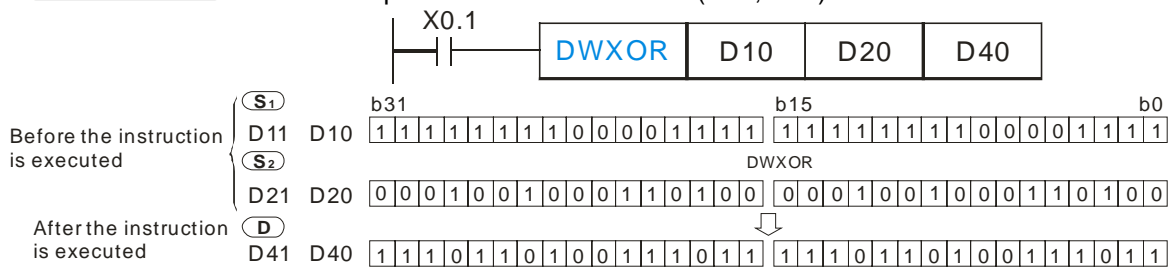 X0.1
DWXOR D10 D20 D40
S1 b31 b15 b0
Before the instruction is executed
D11 D10 1 1 1 1 1 1 1 1 0 0 0 0 1 1 1 1 1 1 1 1 1 1 1 1 0 0 0 0 1 1 1 1
S2 DWXOR
D21 D20 0 0 0 1 0 0 1 0 0 0 1 1 0 1 0 0 0 0 0 1 0 0 1 0 0 0 1 1 0 1 0 0
After the instruction is executed
D
D41 D40 1 1 1 0 1 1 0 1 0 0 1 1 1 0 1 1 1 1 1 0 1 1 0 1 0 0 1 1 1 0 1 1